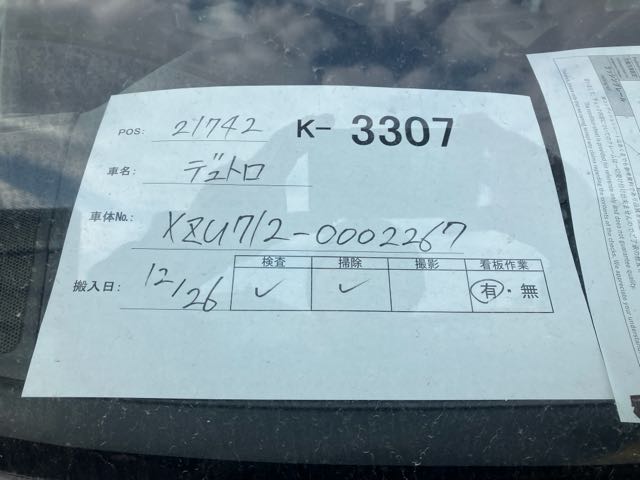 POS: 21742 K- 3307
車名: デュトロ
車体No.: XZU712-0002267
搬入日: 12/26
検査 掃除 撮影 看板作業
✓ ✓ 有・無